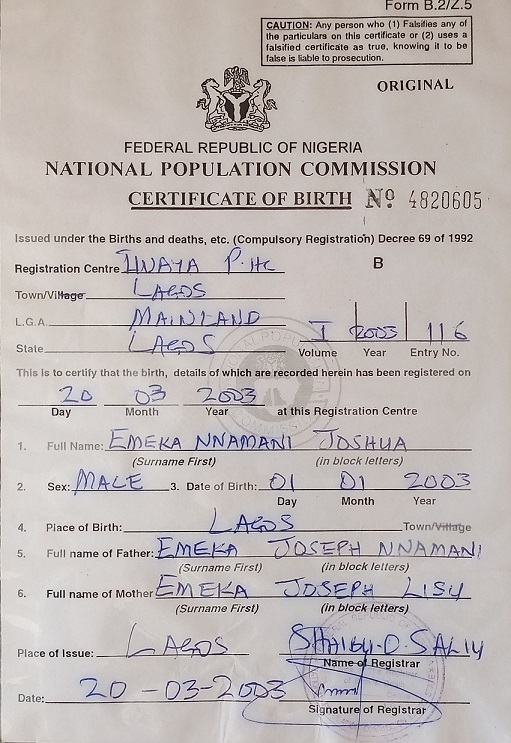 Form B.2/Z.5
CAUTION: Any person who (1) Falsifies any of
the particulars on this certificate or (2) uses a
falsified certificate as true, knowing it to be
false is liable to prosecution.
ORIGINAL
FEDERAL REPUBLIC OF NIGERIA
NATIONAL POPULATION COMMISSION
CERTIFICATE OF BIRTH Nº 4820605
Issued under the Births and deaths, etc. (Compulsory Registration) Decree 69 of 1992
Registration Centre IWAYA P.HC B
Town/Village LAGOS
L.G.A. MAINLAND
State LAGOS I 2003 116
Volume Year Entry No.
This is to certify that the birth, details of which are recorded herein has been registered on
20 03 2003
Day Month Year at this Registration Centre
1. Full Name: EMEKA NNAMANI JOSHUA
(Surname First) (in block letters)
2. Sex: MALE 3. Date of Birth: 01 01 2003
Day Month Year
4. Place of Birth: LAGOS Town/Village
5. Full name of Father: EMEKA JOSEPH NNAMANI
(Surname First) (in block letters)
6. Full name of Mother EMEKA JOSEPH LISY
(Surname First) (in block letters)
Place of Issue: LAGOS SHAIBU-O SALIU
Name of Registrar
Date: 20-03-2003
Signature of Registrar